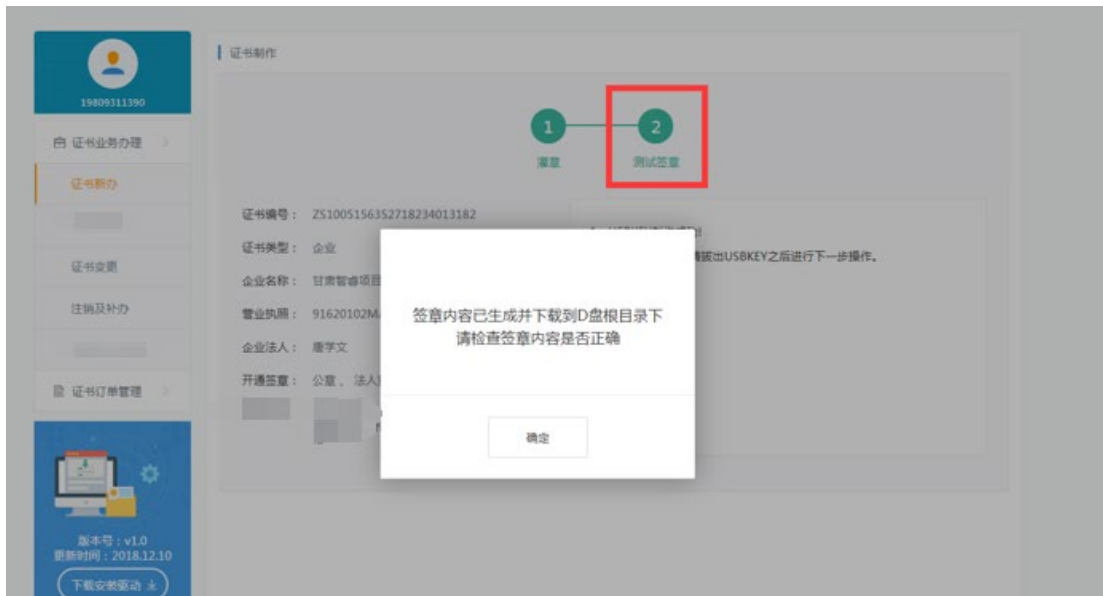 证书制作
19809311390
证书业务办理
证书新办
证书变更
注销及补办
证书订单管理
版本号：v1.0
更新时间：2018.12.10
下载安装驱动
1
2
灌章
测试签章
证书编号： ZS1005156352718234013182
证书类型： 企业
企业名称： 甘肃智睿项目
营业执照： 91620102M
企业法人： 唐学文
开通签章： 公章 、 法人
请拔出USBKEY之后进行下一步操作。
签章内容已生成并下载到D盘根目录下
请检查签章内容是否正确
确定